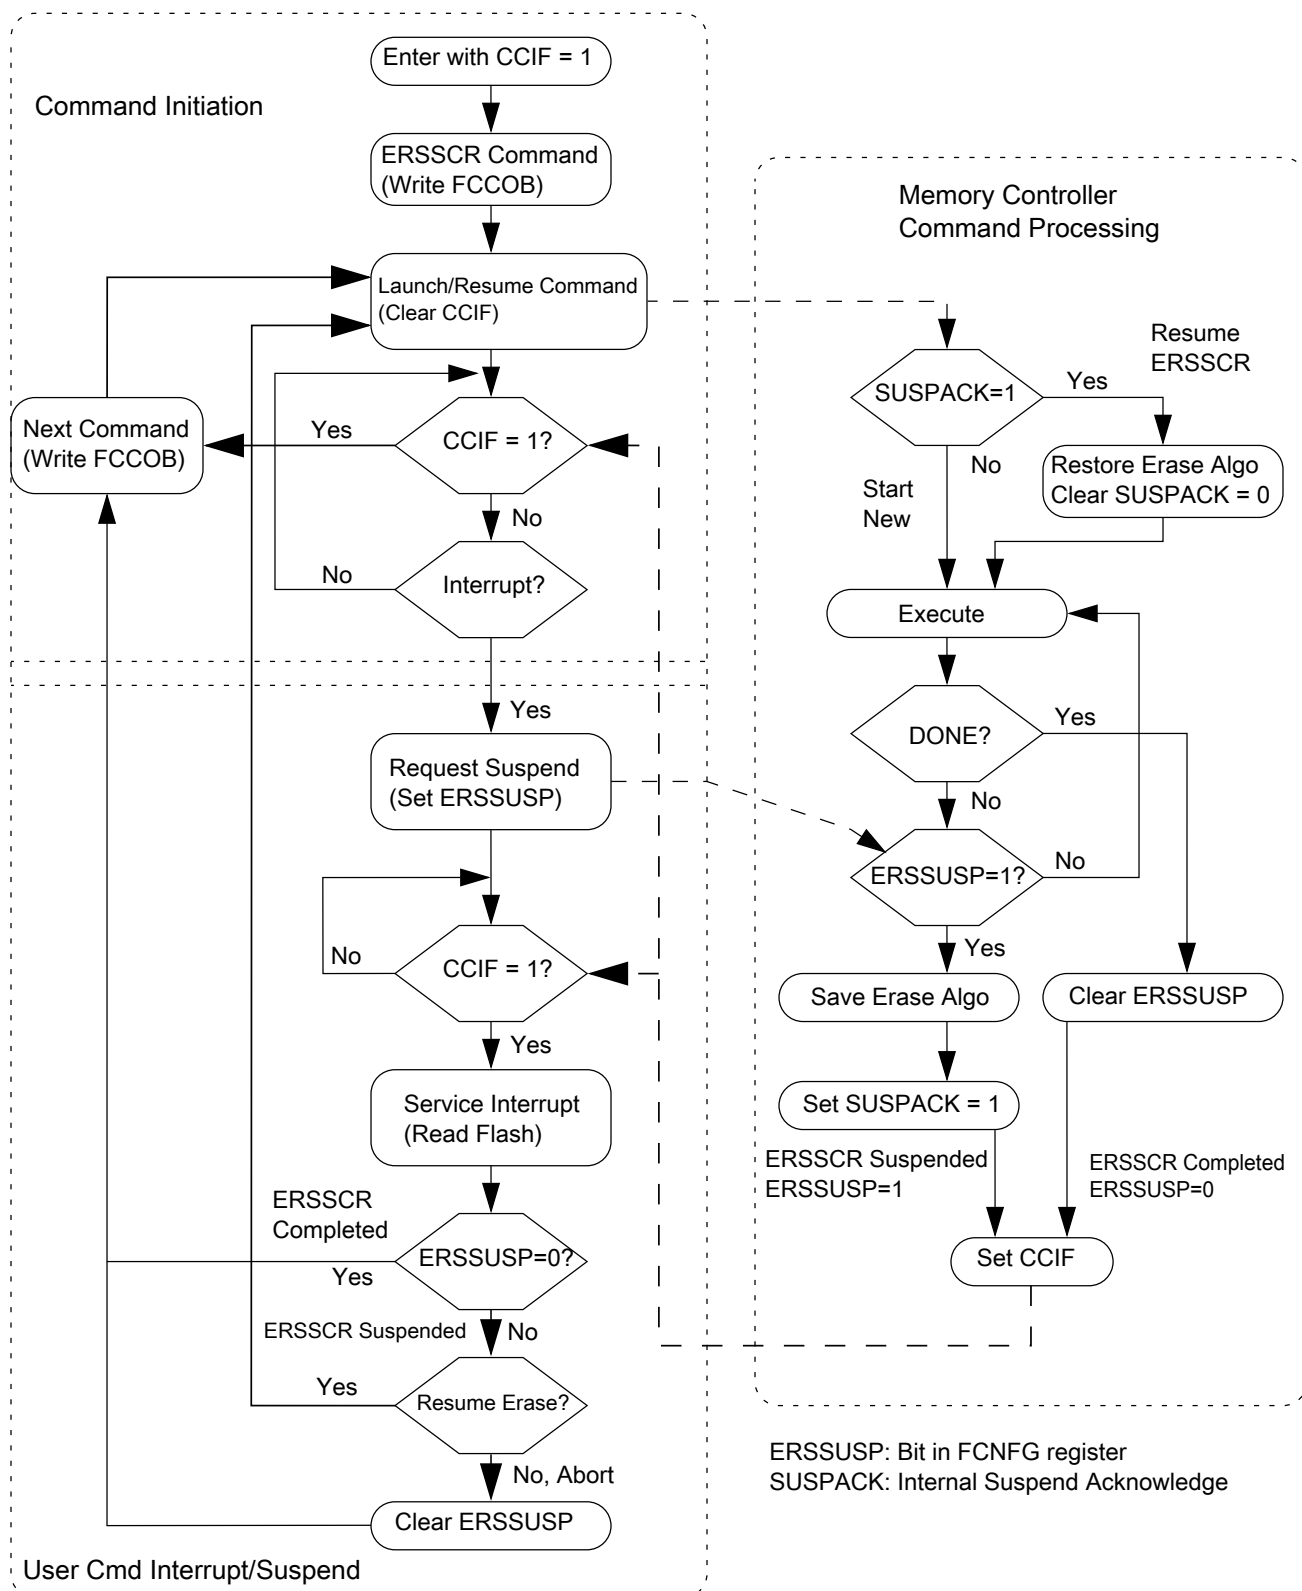 Enter with CCIF = 1
Command Initiation
ERSSCR Command
(Write FCCOB)
Launch/Resume Command
(Clear CCIF)
Next Command
(Write FCCOB)
Yes
CCIF = 1?
No
No
Interrupt?
Yes
Request Suspend
(Set ERSSUSP)
No
CCIF = 1?
Yes
Service Interrupt
(Read Flash)
ERSSCR
Completed
ERSSUSP=0?
Yes
ERSSCR Suspended
No
Yes
Resume Erase?
No, Abort
Clear ERSSUSP
User Cmd Interrupt/Suspend
Memory Controller
Command Processing
Resume
ERSSCR
SUSPACK=1
Yes
No
Restore Erase Algo
Clear SUSPACK = 0
Start
New
Execute
DONE?
Yes
No
ERSSUSP=1?
No
Yes
Save Erase Algo
Clear ERSSUSP
Set SUSPACK = 1
ERSSCR Suspended
ERSSUSP=1
ERSSCR Completed
ERSSUSP=0
Set CCIF
ERSSUSP: Bit in FCNFG register
SUSPACK: Internal Suspend Acknowledge